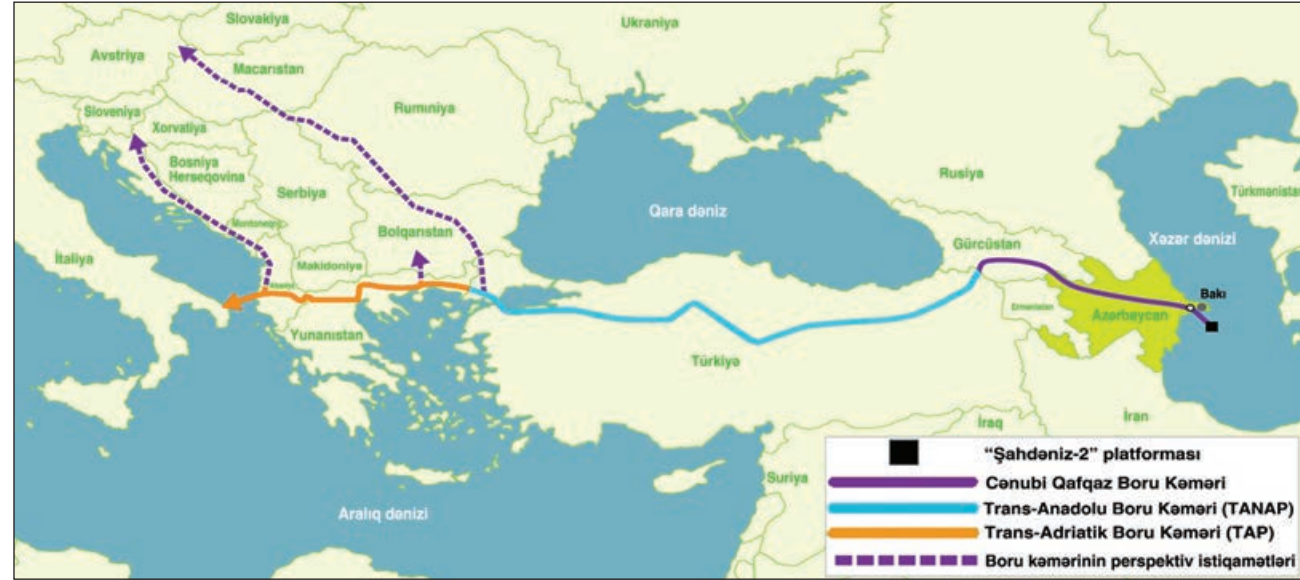 Slovakiya
Ukraniya
Avstriya
Macarıstan
Rumıniya
Sloveniya
Xorvatiya
Bosniya
Herseqovina
Serbiya
Rusiya
Türkmənistan
Qara dəniz
Xəzər dənizi
Monteneqro
Bolqarıstan
Gürcüstan
İtaliya
Makidoniya
Bakı
Ermənistan
Azərbaycan
Yunanıstan
Türkiyə
İraq
İran
Suriya
Aralıq dənizi
“Şahdəniz-2” platforması
Cənubi Qafqaz Boru Kəməri
Trans-Anadolu Boru Kəməri (TANAP)
Trans-Adriatik Boru Kəməri (TAP)
Boru kəmərinin perspektiv istiqamətləri